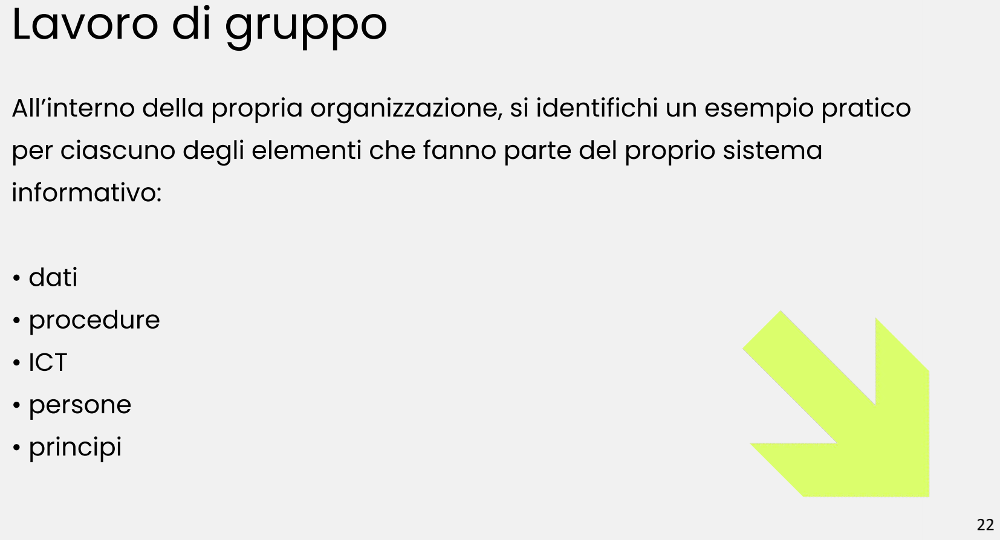 Lavoro di gruppo
All’interno della propria organizzazione, si identifichi un esempio pratico
per ciascuno degli elementi che fanno parte del proprio sistema
informativo:
• dati
• procedure
• ICT
• persone
• principi
22